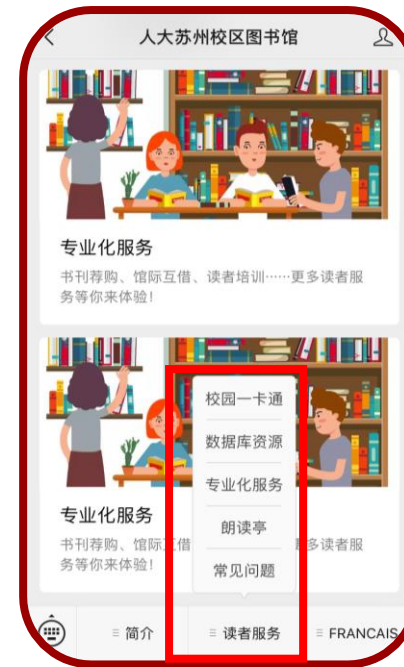 人大苏州校区图书馆
专业化服务
书刊荐购、馆际互借、读者培训……更多读者服
务等你来体验！
校园一卡通
数据库资源
专业化服务
朗读亭
常见问题
专业化服务
书刊荐购、馆际互借
多读者服
务等你来体验！
简介
读者服务
FRANCAIS